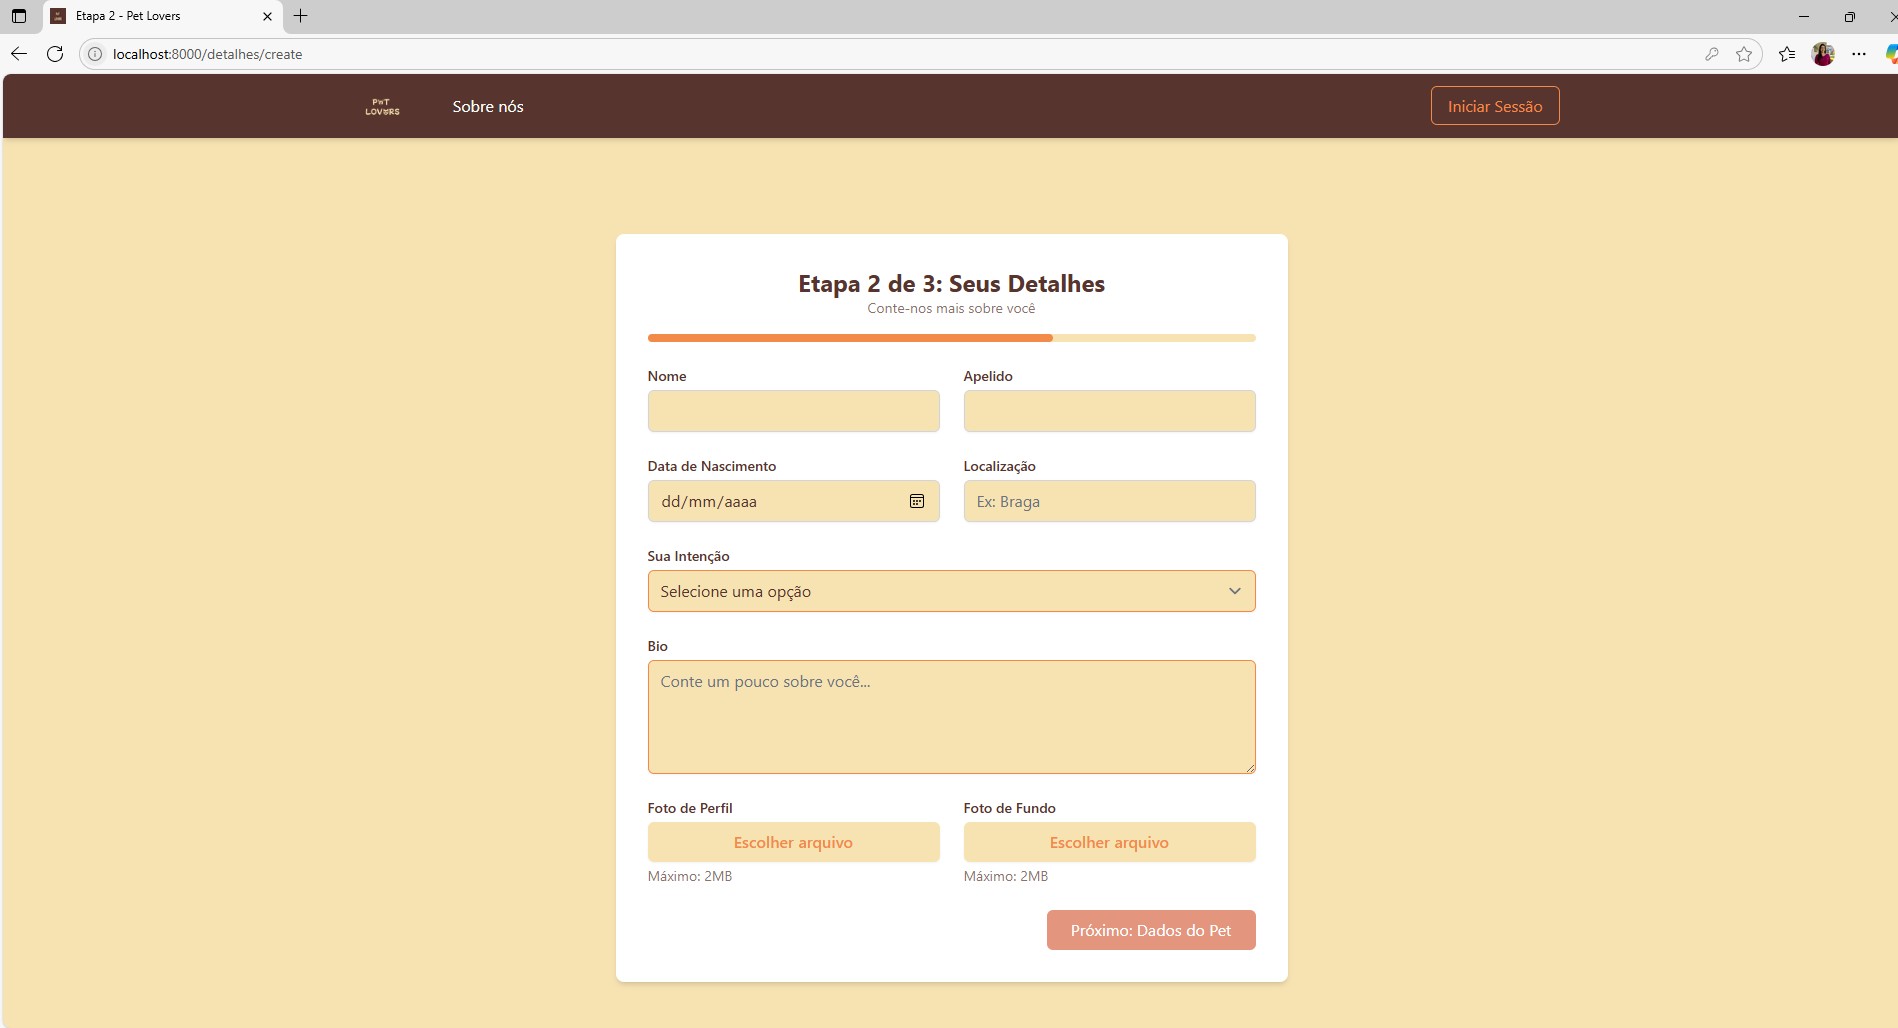 Etapa 2 - Pet Lovers
localhost:8000/detalhes/create
PWT
LOVERS
Sobre nós
Iniciar Sessão
Etapa 2 de 3: Seus Detalhes
Conte-nos mais sobre você
Nome
Apelido
Data de Nascimento
Localização
dd/mm/aaaa
Ex: Braga
Sua Intenção
Selecione uma opção
Bio
Conte um pouco sobre você...
Foto de Perfil
Foto de Fundo
Escolher arquivo
Escolher arquivo
Máximo: 2MB
Máximo: 2MB
Próximo: Dados do Pet